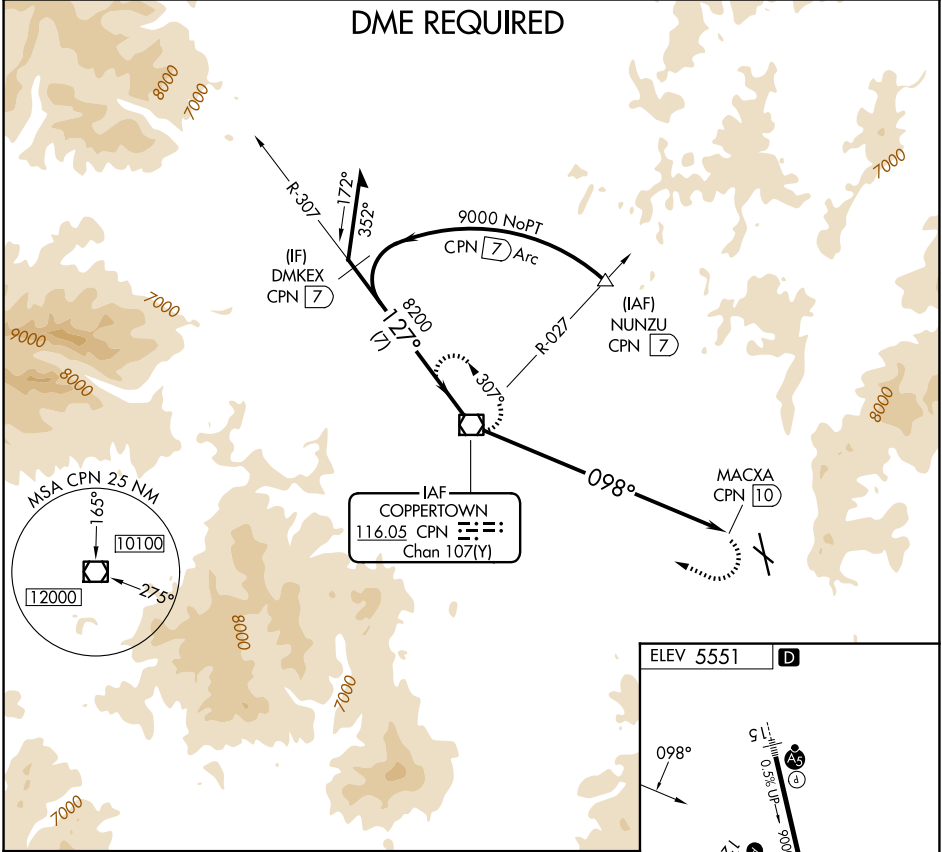 DME REQUIRED
8000
7000
7000
R-307
172°
352°
9000 NoPT
CPN 7 Arc
(IF)
DMKEX
CPN 7
(IAF)
NUNZU
CPN 7
R-027
8200
127°
(7)
307°
7000
9000
8000
8000
098°
MACXA
CPN 10
IAF
COPPERTOWN
116.05 CPN
Chan 107(Y)
MSA CPN 25 NM
165°
10100
12000
275°
8000
7000
7000
ELEV 5551 D
098°
15
A5
P
0.5% UP